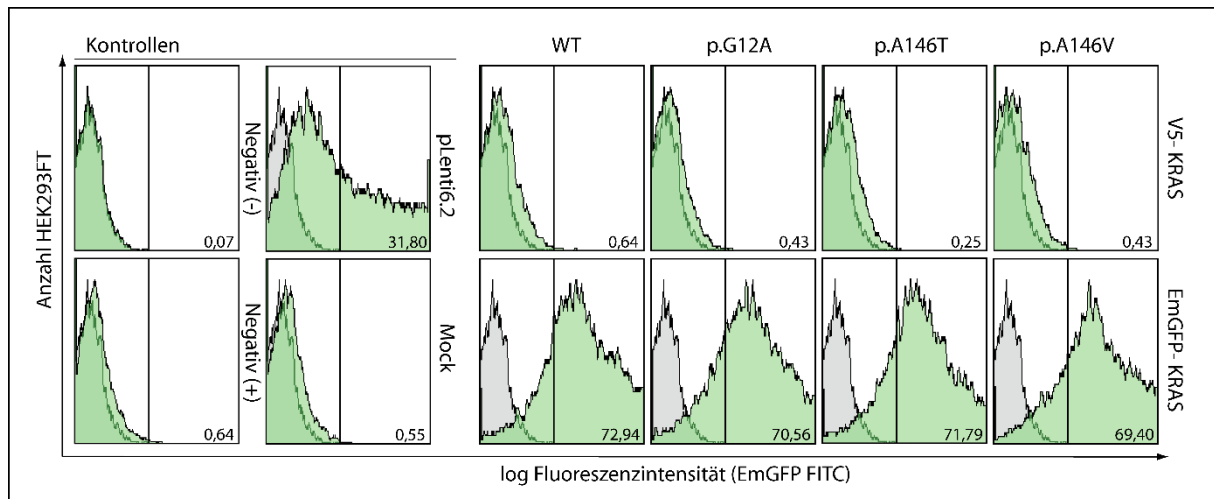 Kontrollen
WT
p.G12A
p.A146T
p.A146V
Anzahl HEK293FT
Negativ (-)
0,07
pLenti6.2
31,80
0,64
0,43
0,25
0,43
V5- KRAS
Negativ (+)
0,64
Mock
0,55
72,94
70,56
71,79
69,40
EmGFP- KRAS
log Fluoreszenzintensität (EmGFP FITC)